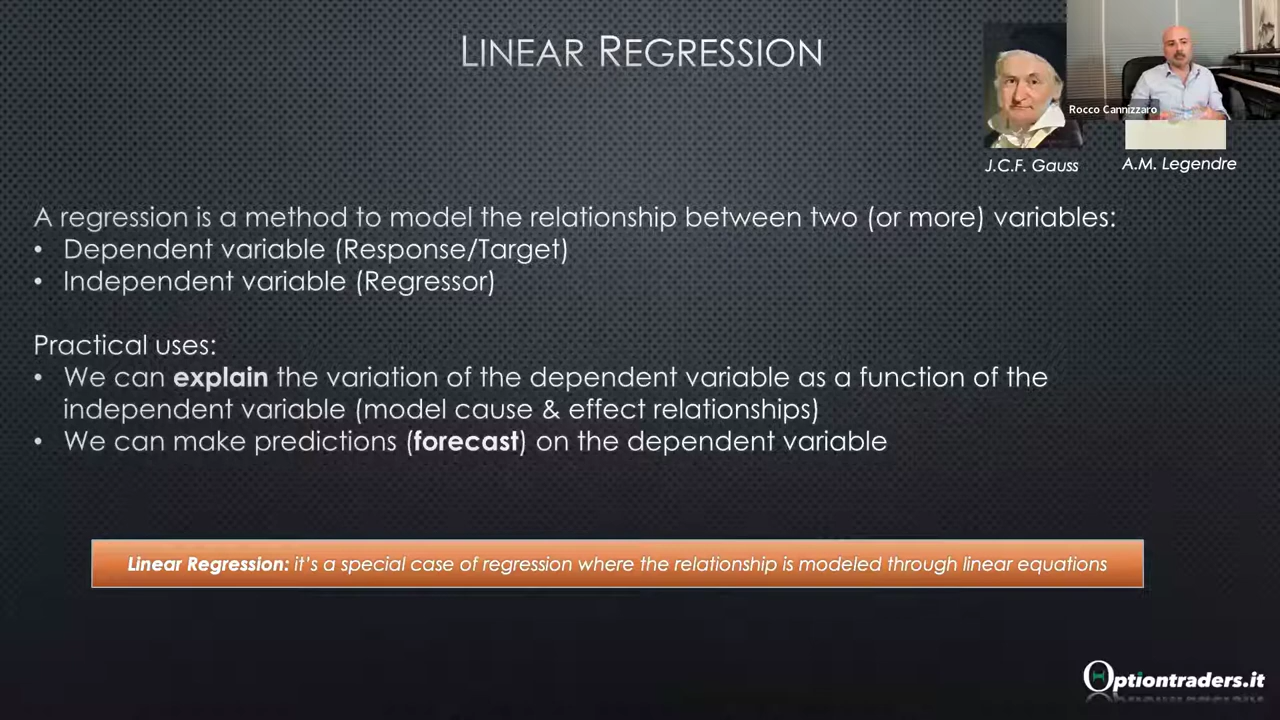 LINEAR REGRESSION
Rocco Cannizzaro
J.C.F. Gauss
A.M. Legendre
A regression is a method to model the relationship between two (or more) variables:
• Dependent variable (Response/Target)
• Independent variable (Regressor)
Practical uses:
• We can explain the variation of the dependent variable as a function of the
independent variable (model cause & effect relationships)
• We can make predictions (forecast) on the dependent variable
Linear Regression: it's a special case of regression where the relationship is modeled through linear equations
Optiontraders.it